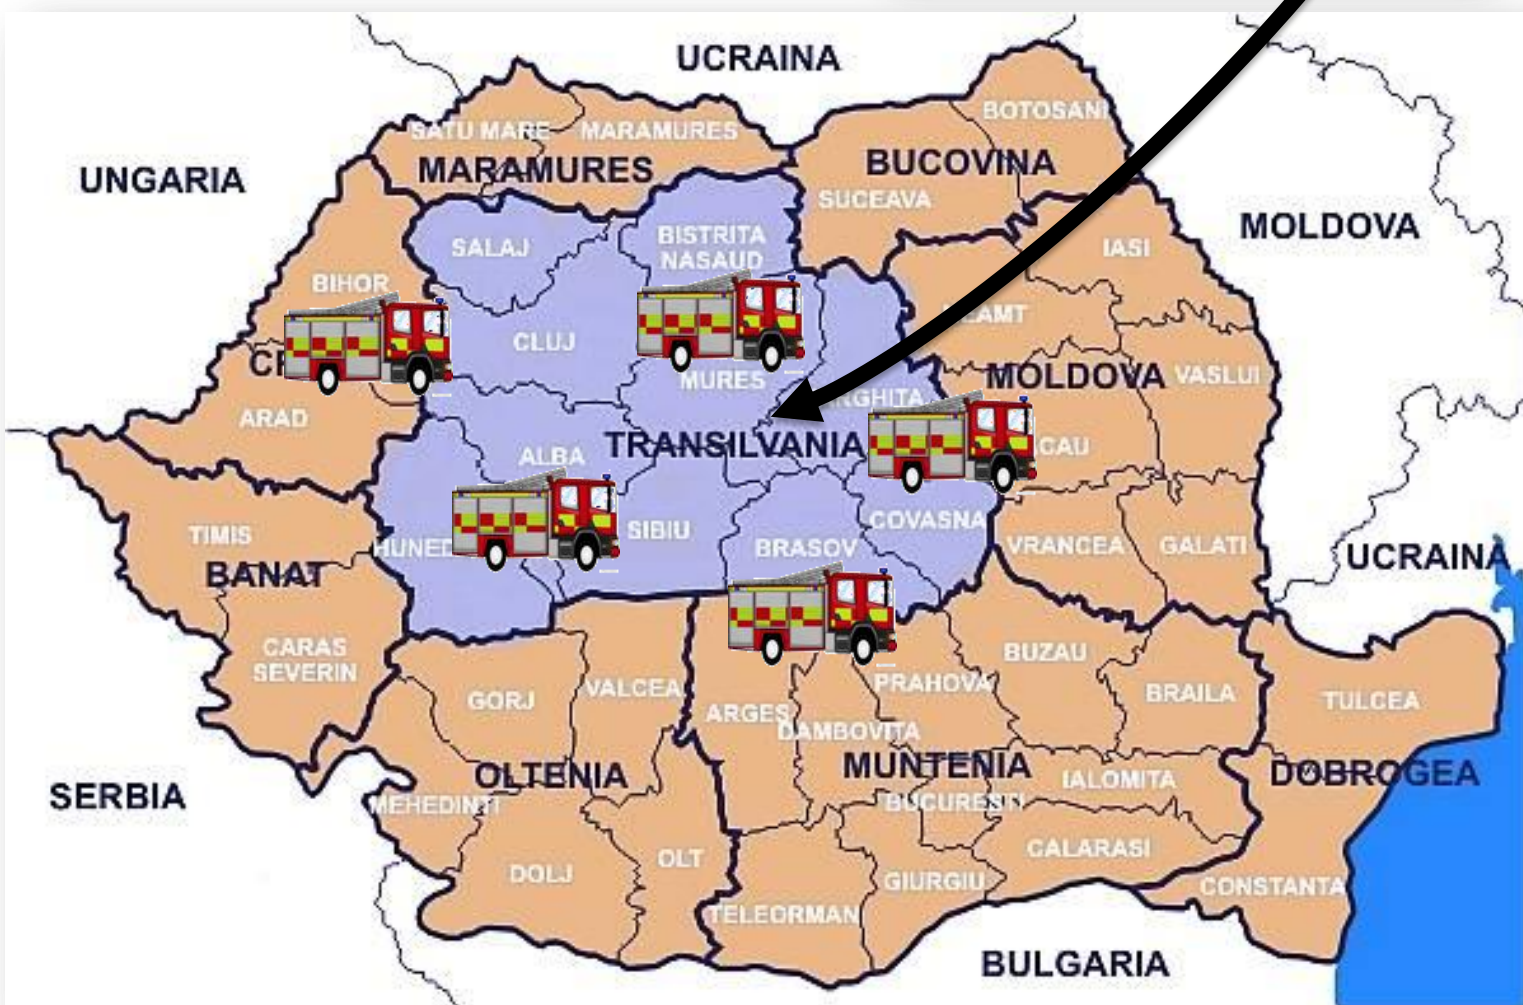 UCRAINA
BOTOSANI
SATU MARE
MARAMURES
MARAMURES
BUCOVINA
UNGARIA
SUCEAVA
MOLDOVA
SALAJ
BISTRITA
NASAUD
IASI
BIHOR
CLUJ
MURES
MOLDOVA
VASLUI
ARAD
TRANSILVANIA
ALBA
COVASNA
TIMIS
SIBIU
BRASOV
VRANCEA
GALATI
UCRAINA
BANAT
CARAS
SEVERIN
BUZAU
GORJ
VALCEA
PRAHOVA
BRAILA
TULCEA
ARGES
DAMBOVITA
OLTENIA
MUNTENIA
IALOMITA
DOBROGEA
SERBIA
MEHEDINTI
BUCURESTI
CALARASI
OLT
DOLJ
GIURGIU
CONSTANTA
TELEORMAN
BULGARIA